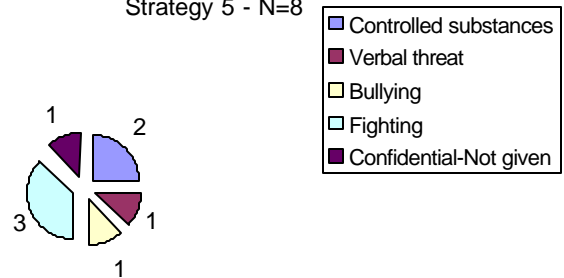 Strategy 5 - N=8
Controlled substances
Verbal threat
Bullying
Fighting
Confidential-Not given
1
2
3
1
1